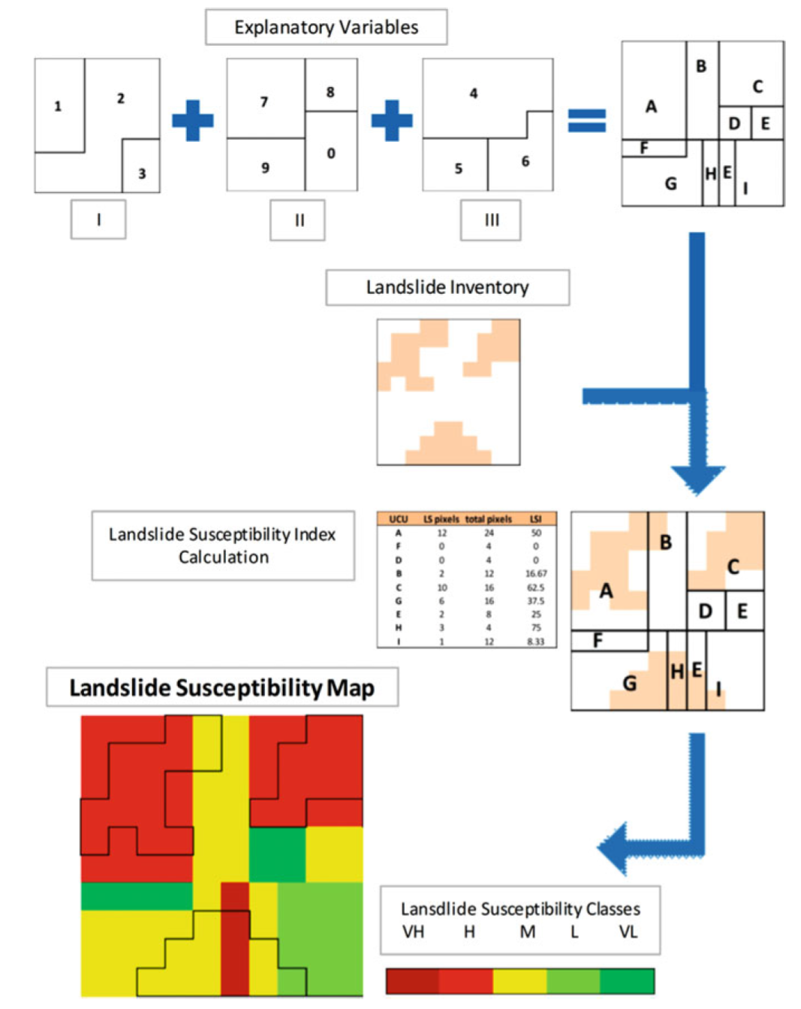 Explanatory Variables
1
2
3
I
7
8
9
0
II
4
5
6
III
A
B
C
D
E
F
G
H
E
I
Landslide Inventory
Landslide Susceptibility Index
Calculation
UCU LS pixels total pixels LSI
A 12 24 50
F 0 4 0
D 0 4 0
B 2 12 16.67
C 10 16 62.5
G 6 16 37.5
E 2 8 25
H 3 4 75
I 1 12 8.33
A
B
C
D
E
F
G
H
E
I
Landslide Susceptibility Map
Lansdlide Susceptibility Classes
VH H M L VL